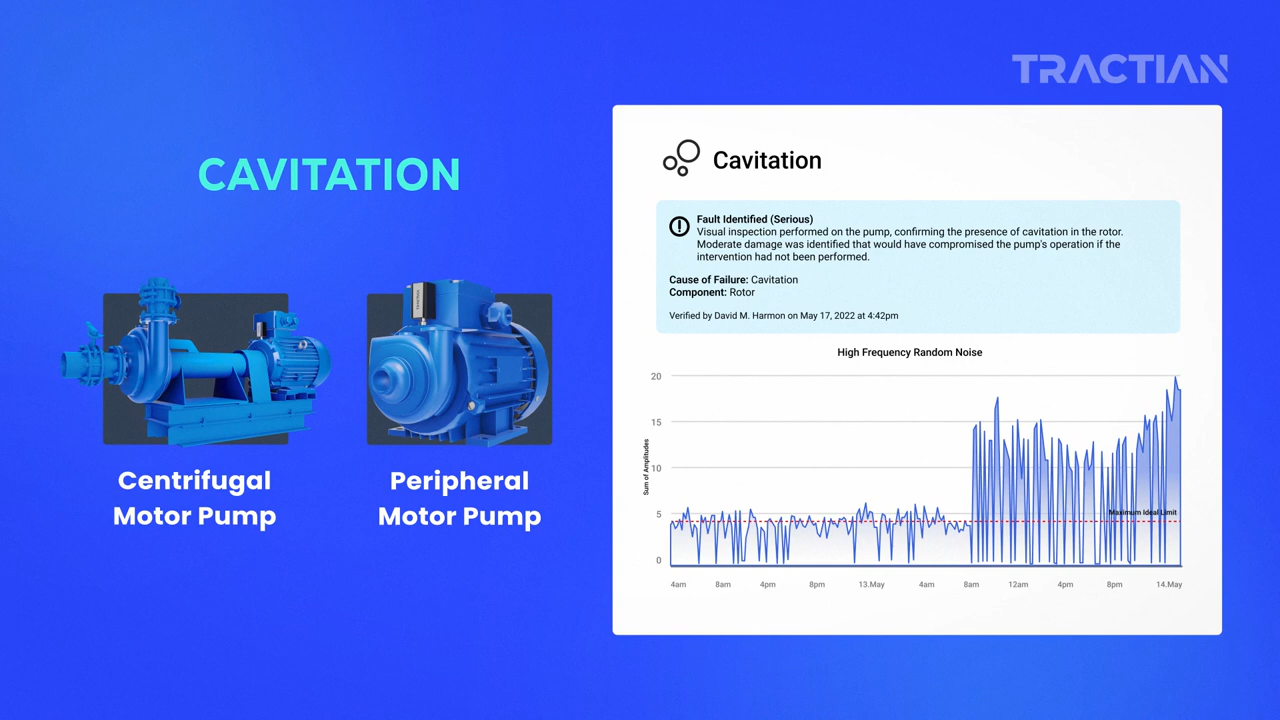 TRACTIAN
CAVITATION
Centrifugal
Motor Pump
Peripheral
Motor Pump
Cavitation
Fault Identified (Serious)
Visual inspection performed on the pump, confirming the presence of cavitation in the rotor.
Moderate damage was identified that would have compromised the pump's operation if the
intervention had not been performed.
Cause of Failure: Cavitation
Component: Rotor
Verified by David M. Harmon on May 17, 2022 at 4:42pm
High Frequency Random Noise
Sum of Amplitudes
20
15
10
5
0
Maximum Ideal Limit
4am 8am 4pm 8pm 13.May 4am 8am 12am 4pm 8pm 14.May